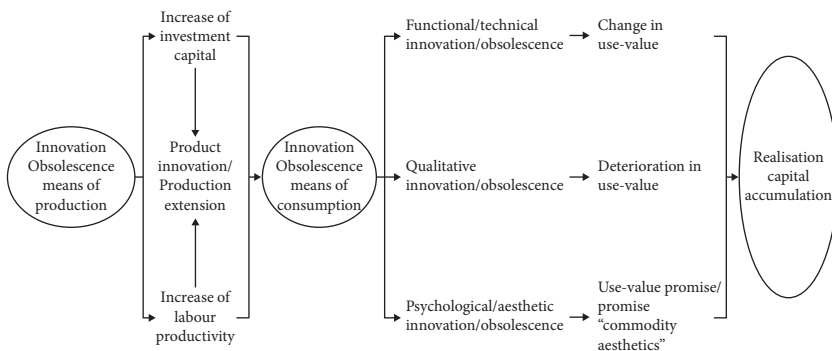 Increase of
investment
capital
Innovation
Obsolescence
means of
production
Product
innovation/
Production
extension
Increase of
labour
productivity
Innovation
Obsolescence
means of
consumption
Functional/technical
innovation/obsolescence
Change in
use-value
Qualitative
innovation/obsolescence
Deterioration in
use-value
Psychological/aesthetic
innovation/obsolescence
Use-value promise/
promise
“commodity
aesthetics”
Realisation
capital
accumulation